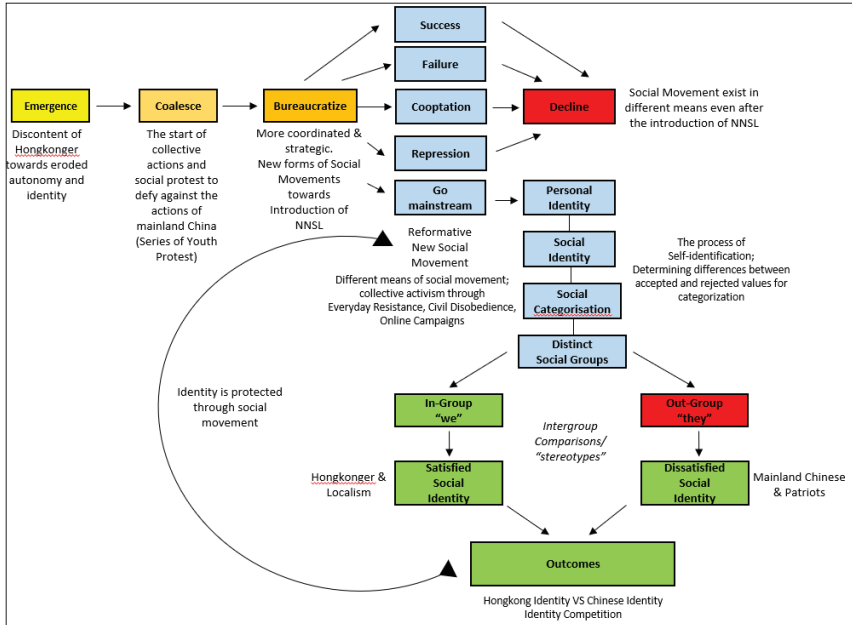 Success
Failure
Emergence
Coalesce
Bureaucratize
Cooptation
Decline
Repression
Go
mainstream
Discontent of
Hongkonger
towards eroded
autonomy and
identity
The start of
collective
actions and
social protest to
defy against the
actions of
mainland China
(Series of Youth
Protest)
More coordinated &
strategic.
New forms of Social
Movements
towards
Introduction of
NNSL
Social Movement exist in
different means even after
the introduction of NNSL
Personal
Identity
Reformative
New Social
Movement
Different means of social movement;
collective activism through
Everyday Resistance, Civil Disobedience,
Online Campaigns
Social
Identity
The process of
Self-identification;
Determining differences between
accepted and rejected values for
categorization
Social
Categorisation
Distinct
Social Groups
Identity is protected
through social
movement
In-Group
"we"
Out-Group
"they"
Intergroup
Comparisons/
"stereotypes"
Hongkonger &
Localism
Satisfied
Social
Identity
Dissatisfied
Social
Identity
Mainland Chinese
& Patriots
Outcomes
Hongkong Identity VS Chinese Identity
Identity Competition